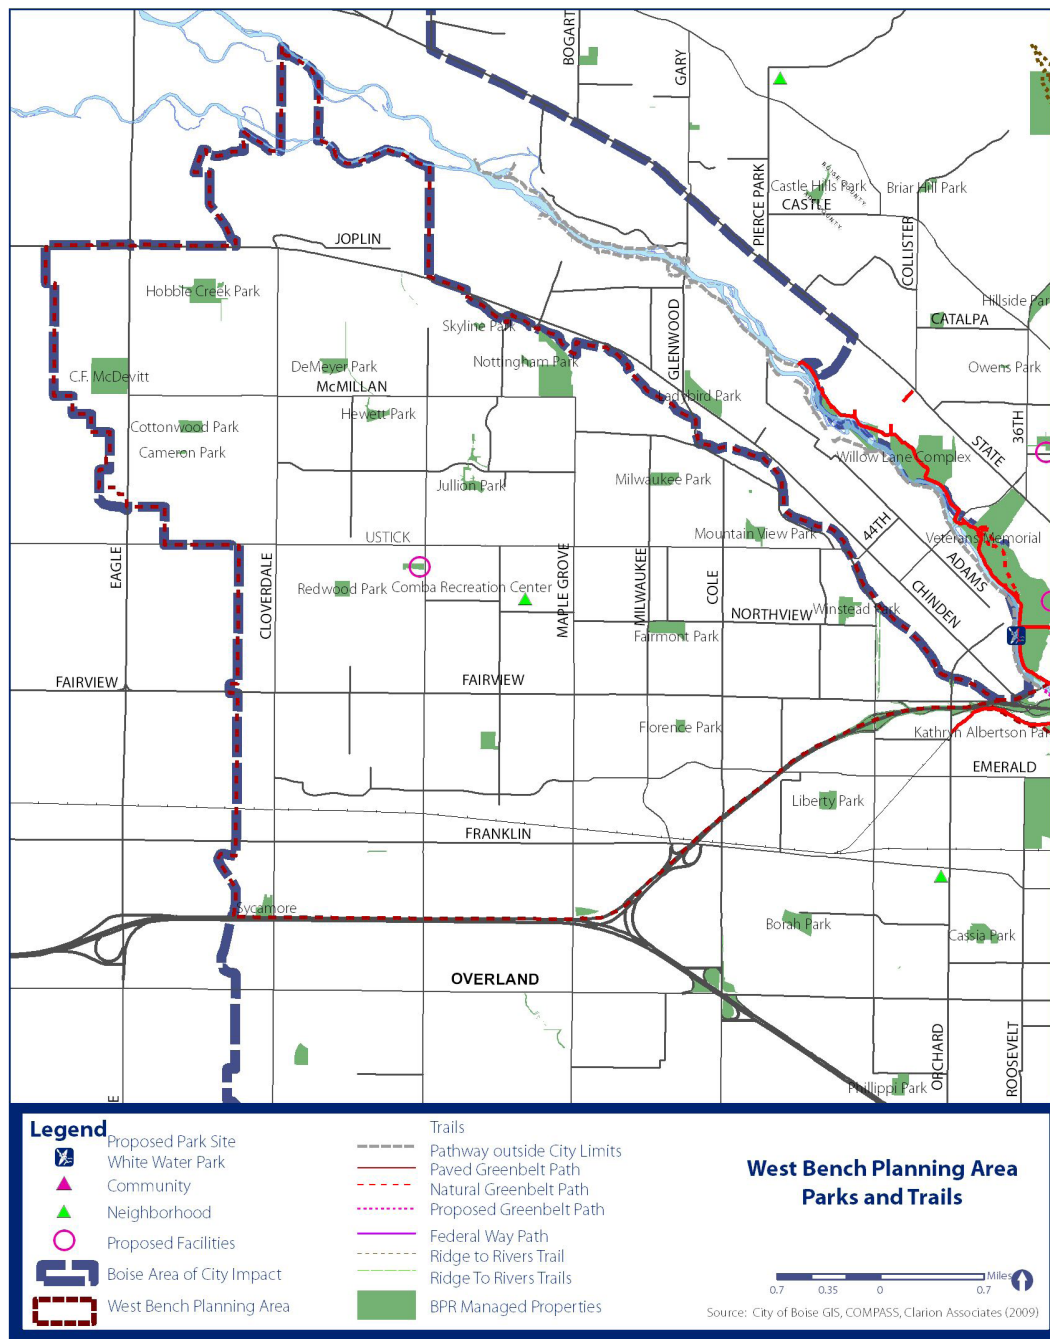 BOGART
GARY
PIERCE PARK
Castle Hills Park
Briar Hill Park
CASTLE
COLLISTER
JOPLIN
Hobble Creek Park
Hillside Par
Skyline Park
GLENWOOD
CATALPA
C.F. McDevitt
DeMeyer Park
Nottingham Park
Owens Park
McMILLAN
Ladybird Park
Hewett Park
36TH
Cottonwood Park
STATE
Cameron Park
Willow Lane Complex
Jullion Park
Milwaukee Park
USTICK
Mountain View Park
44TH
Veterans Memorial
EAGLE
CLOVERDALE
Redwood Park
Comba Recreation Center
MAPLE GROVE
MILWAUKEE
COLE
ADAMS
CHINDEN
NORTHVIEW
Winstead Park
Fairmont Park
FAIRVIEW
FAIRVIEW
Florence Park
Kathryn Albertson Par
EMERALD
Liberty Park
FRANKLIN
Sycamore
Borah Park
Cassia Park
OVERLAND
ORCHARD
ROOSEVELT
Phillippi Park
E
Legend
Proposed Park Site
White Water Park
Community
Neighborhood
Proposed Facilities
Boise Area of City Impact
West Bench Planning Area
Trails
Pathway outside City Limits
Paved Greenbelt Path
Natural Greenbelt Path
Proposed Greenbelt Path
Federal Way Path
Ridge to Rivers Trail
Ridge To Rivers Trails
BPR Managed Properties
West Bench Planning Area
Parks and Trails
Miles
0.7 0.35 0 0.7
Source: City of Boise GIS, COMPASS, Clarion Associates (2009)